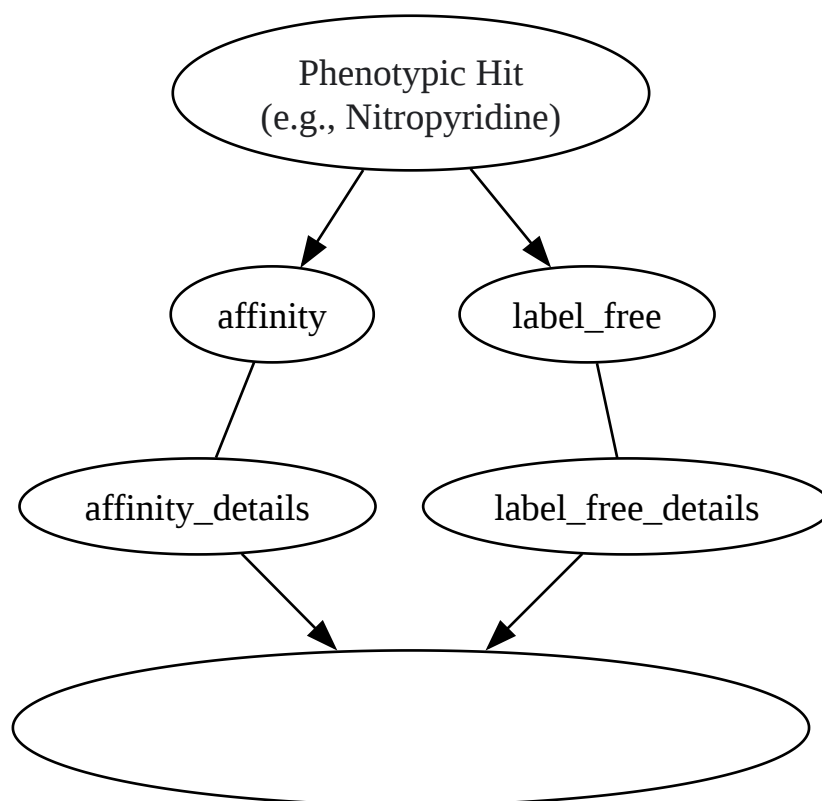 Phenotypic Hit
(e.g., Nitropyridine)
affinity
label_free
affinity_details
label_free_details